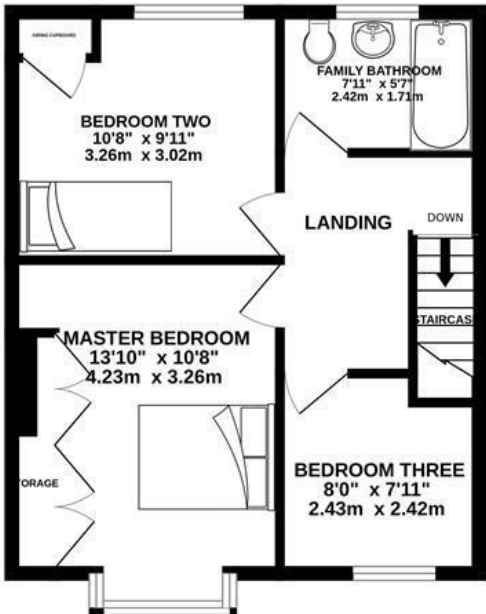 AIRING CUPBOARD
FAMILY BATHROOM
7'11" x 5'7"
2.42m x 1.71m
BEDROOM TWO
10'8" x 9'11"
3.26m x 3.02m
LANDING
DOWN
STAIRCASE
MASTER BEDROOM
13'10" x 10'8"
4.23m x 3.26m
ORAGE
BEDROOM THREE
8'0" x 7'11"
2.43m x 2.42m